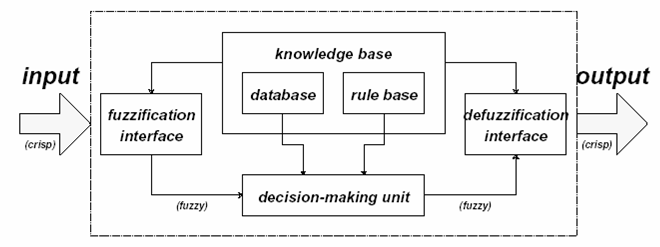 knowledge base
input
output
database
rule base
fuzzification
interface
defuzzification
interface
(crisp)
(crisp)
decision-making unit
(fuzzy)
(fuzzy)